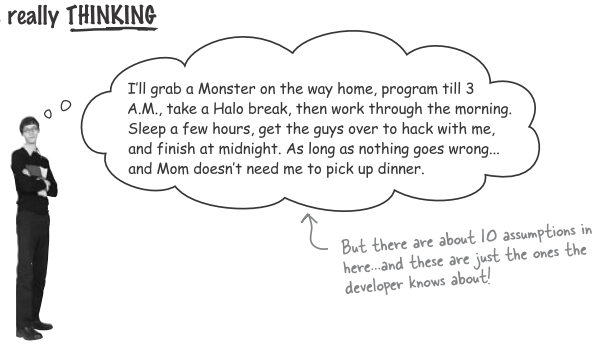 really THINKING
I'll grab a Monster on the way home, program till 3
A.M., take a Halo break, then work through the morning.
Sleep a few hours, get the guys over to hack with me,
and finish at midnight. As long as nothing goes wrong...
and Mom doesn't need me to pick up dinner.
But there are about 10 assumptions in
here...and these are just the ones the
developer knows about!